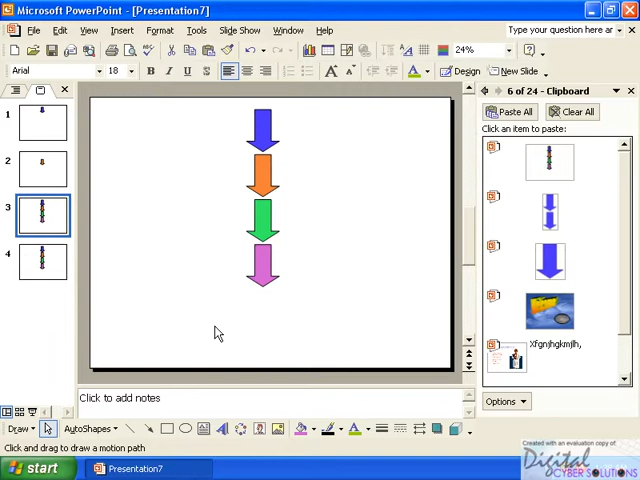 Microsoft PowerPoint - [Presentation7]
File Edit View Insert Format Tools Slide Show Window Help
Type your question here
24%
Arial 18 B I U S A Design New Slide
6 of 24 - Clipboard
Paste All Clear All
Click an item to paste:
1
2
3
4
Xfgnjhgkmjlh,
Click to add notes
Options
Draw AutoShapes
Click and drag to draw a motion path
start Presentation7
Created with an evaluation copy of
Digital
CYBER SOLUTIONS